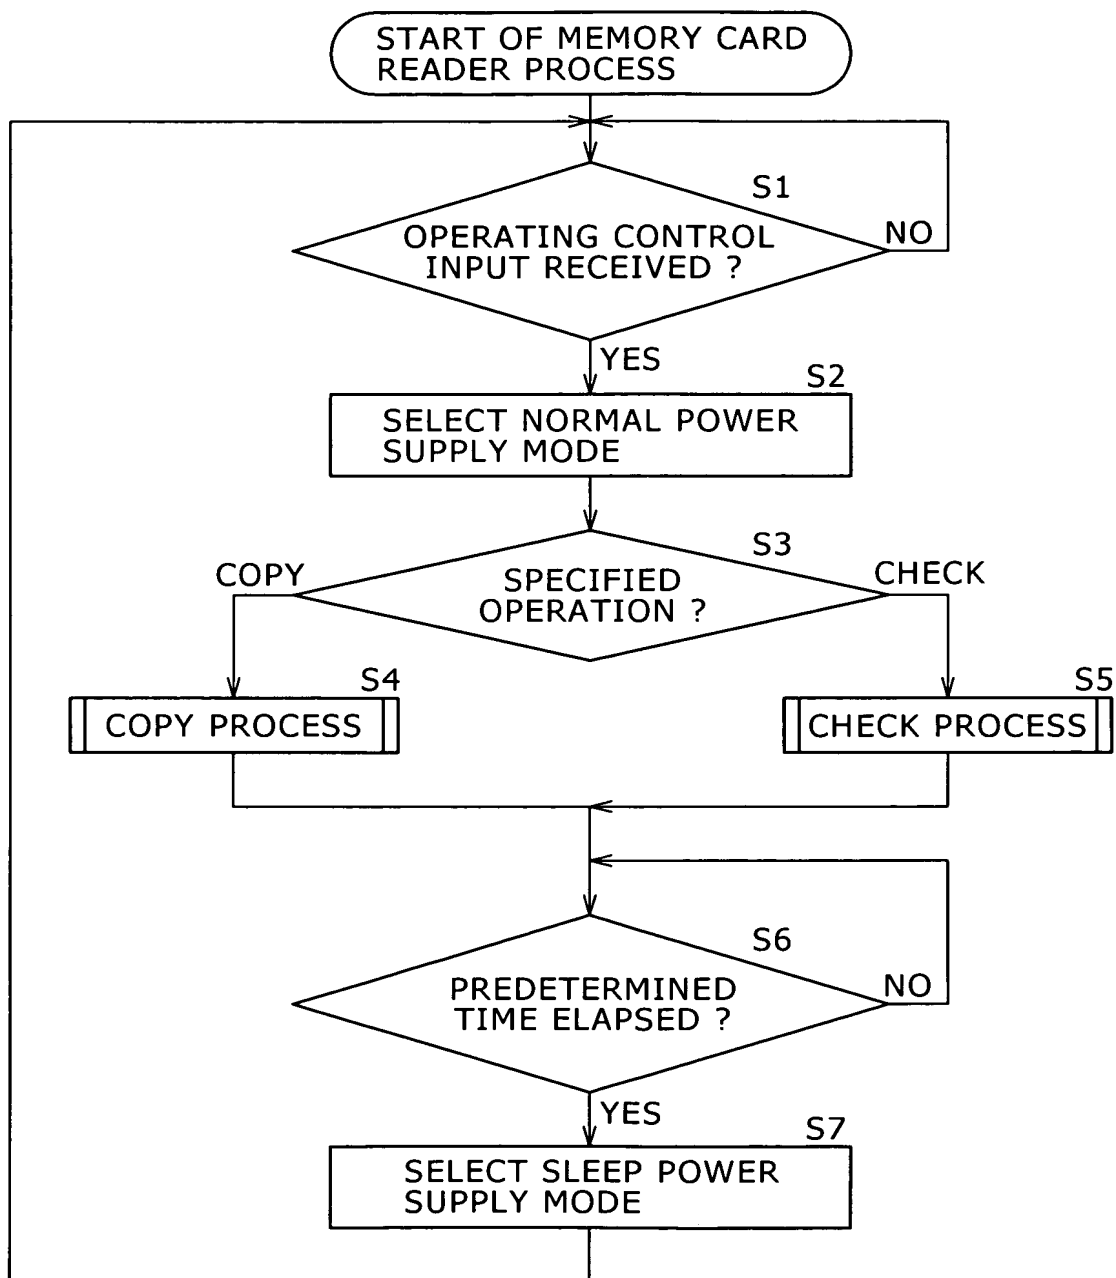 START OF MEMORY CARD
READER PROCESS
S1
OPERATING CONTROL
INPUT RECEIVED ?
NO
YES
S2
SELECT NORMAL POWER
SUPPLY MODE
S3
COPY
SPECIFIED
OPERATION ?
CHECK
S4
COPY PROCESS
S5
CHECK PROCESS
S6
PREDETERMINED
TIME ELAPSED ?
NO
YES
S7
SELECT SLEEP POWER
SUPPLY MODE